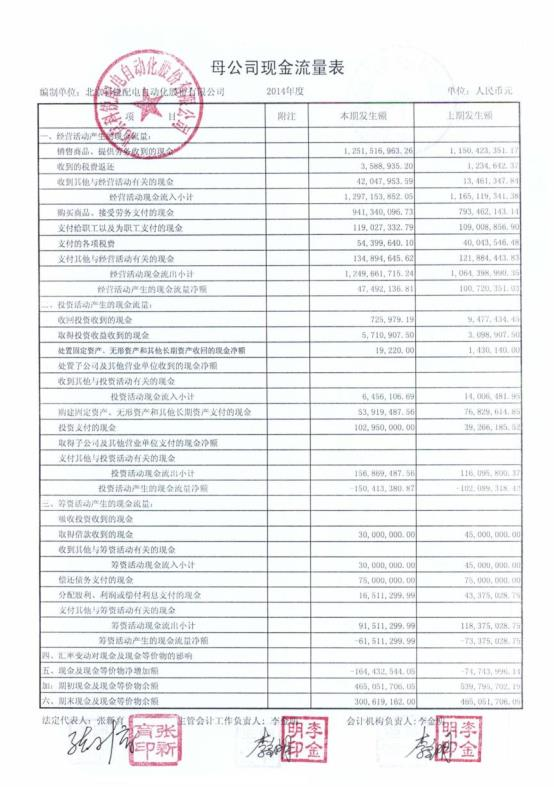 母公司现金流量表
编制单位：北京科锐配电自动化股份有限公司 2014年度 单位：人民币元
项 目 附注 本期发生额 上期发生额
一、经营活动产生的现金流量：
销售商品、提供劳务收到的现金 1,251,516,963.26 1,150,423,351.17
收到的税费返还 3,588,935.20 1,234,642.37
收到其他与经营活动有关的现金 42,047,953.59 13,461,347.84
经营活动现金流入小计 1,297,153,852.05 1,165,119,341.38
购买商品、接受劳务支付的现金 941,340,096.73 793,462,143.14
支付给职工以及为职工支付的现金 119,027,332.79 109,008,856.90
支付的各项税费 54,399,640.10 40,043,546.48
支付其他与经营活动有关的现金 134,894,645.62 121,884,443.83
经营活动现金流出小计 1,249,661,715.24 1,064,398,990.35
经营活动产生的现金流量净额 47,492,136.81 100,720,351.03
二、投资活动产生的现金流量：
收回投资收到的现金 725,979.19 9,477,434.45
取得投资收益收到的现金 5,710,907.50 3,098,907.50
处置固定资产、无形资产和其他长期资产收回的现金净额 19,220.00 1,430,140.00
处置子公司及其他营业单位收到的现金净额
收到其他与投资活动有关的现金
投资活动现金流入小计 6,456,106.69 14,006,481.95
购建固定资产、无形资产和其他长期资产支付的现金 53,919,487.56 76,829,614.85
投资支付的现金 102,950,000.00 39,266,185.52
取得子公司及其他营业单位支付的现金净额
支付其他与投资活动有关的现金
投资活动现金流出小计 156,869,487.56 116,095,800.37
投资活动产生的现金流量净额 -150,413,380.87 -102,089,318.42
三、筹资活动产生的现金流量：
吸收投资收到的现金
取得借款收到的现金 30,000,000.00 45,000,000.00
收到其他与筹资活动有关的现金
筹资活动现金流入小计 30,000,000.00 45,000,000.00
偿还债务支付的现金 75,000,000.00 75,000,000.00
分配股利、利润或偿付利息支付的现金 16,511,299.99 43,375,028.75
支付其他与筹资活动有关的现金
筹资活动现金流出小计 91,511,299.99 118,375,028.75
筹资活动产生的现金流量净额 -61,511,299.99 -73,375,028.75
四、汇率变动对现金及现金等价物的影响
五、现金及现金等价物净增加额 -164,432,544.05 -74,743,996.14
加：期初现金及现金等价物余额 465,051,706.05 539,795,702.19
六、期末现金及现金等价物余额 300,619,162.00 465,051,706.05
法定代表人：张新育 主管会计工作负责人：李金明 会计机构负责人：李金明
张新育印
李金明印
李金明印